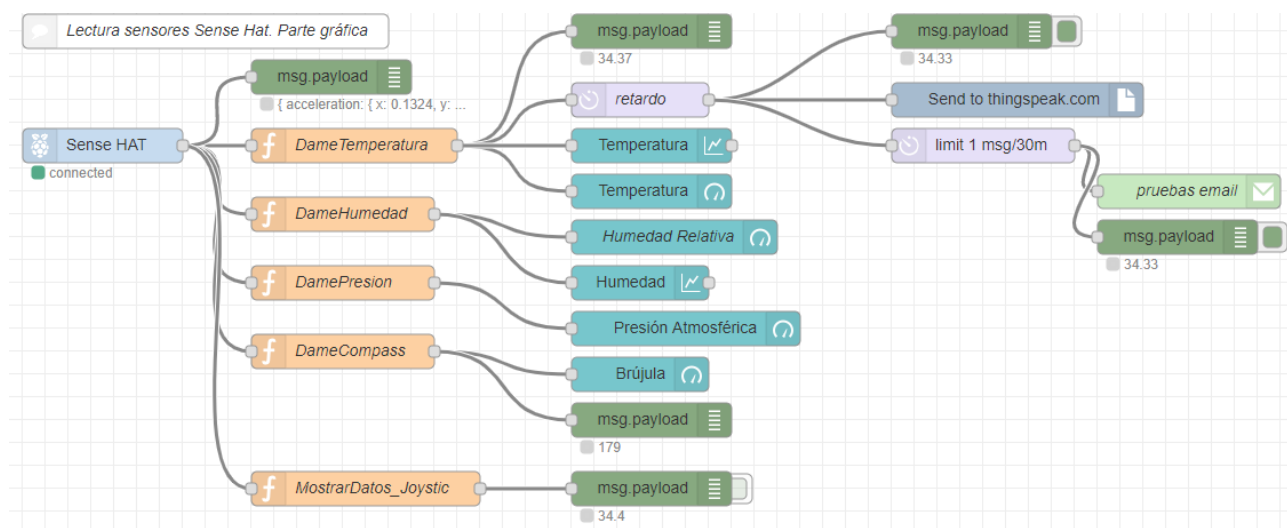 Lectura sensores Sense Hat. Parte gráfica
msg.payload
34.37
msg.payload
34.33
msg.payload
{ acceleration: { x: 0.1324, y: ...
retardo
Send to thingspeak.com
Sense HAT
connected
DameTemperatura
Temperatura
limit 1 msg/30m
Temperatura
pruebas email
DameHumedad
Humedad Relativa
msg.payload
34.33
DamePresion
Humedad
Presión Atmosférica
DameCompass
Brújula
msg.payload
179
MostrarDatos_Joystic
msg.payload
34.4